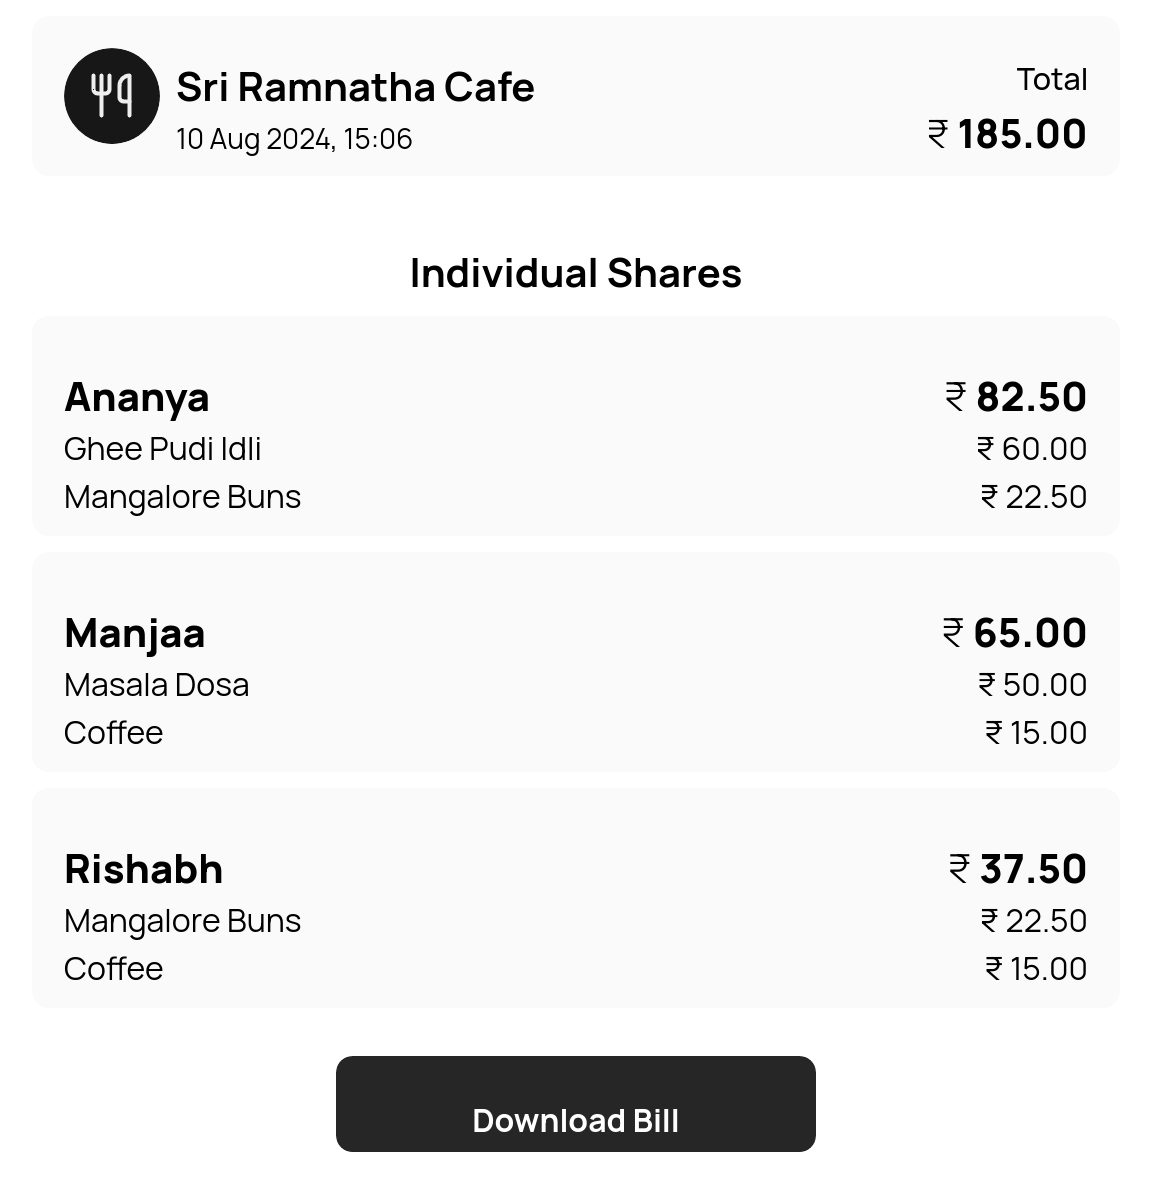 Sri Ramnatha Cafe
10 Aug 2024, 15:06
Total
₹ 185.00
Individual Shares
Ananya ₹ 82.50
Ghee Pudi Idli ₹ 60.00
Mangalore Buns ₹ 22.50
Manjaa ₹ 65.00
Masala Dosa ₹ 50.00
Coffee ₹ 15.00
Rishabh ₹ 37.50
Mangalore Buns ₹ 22.50
Coffee ₹ 15.00
Download Bill